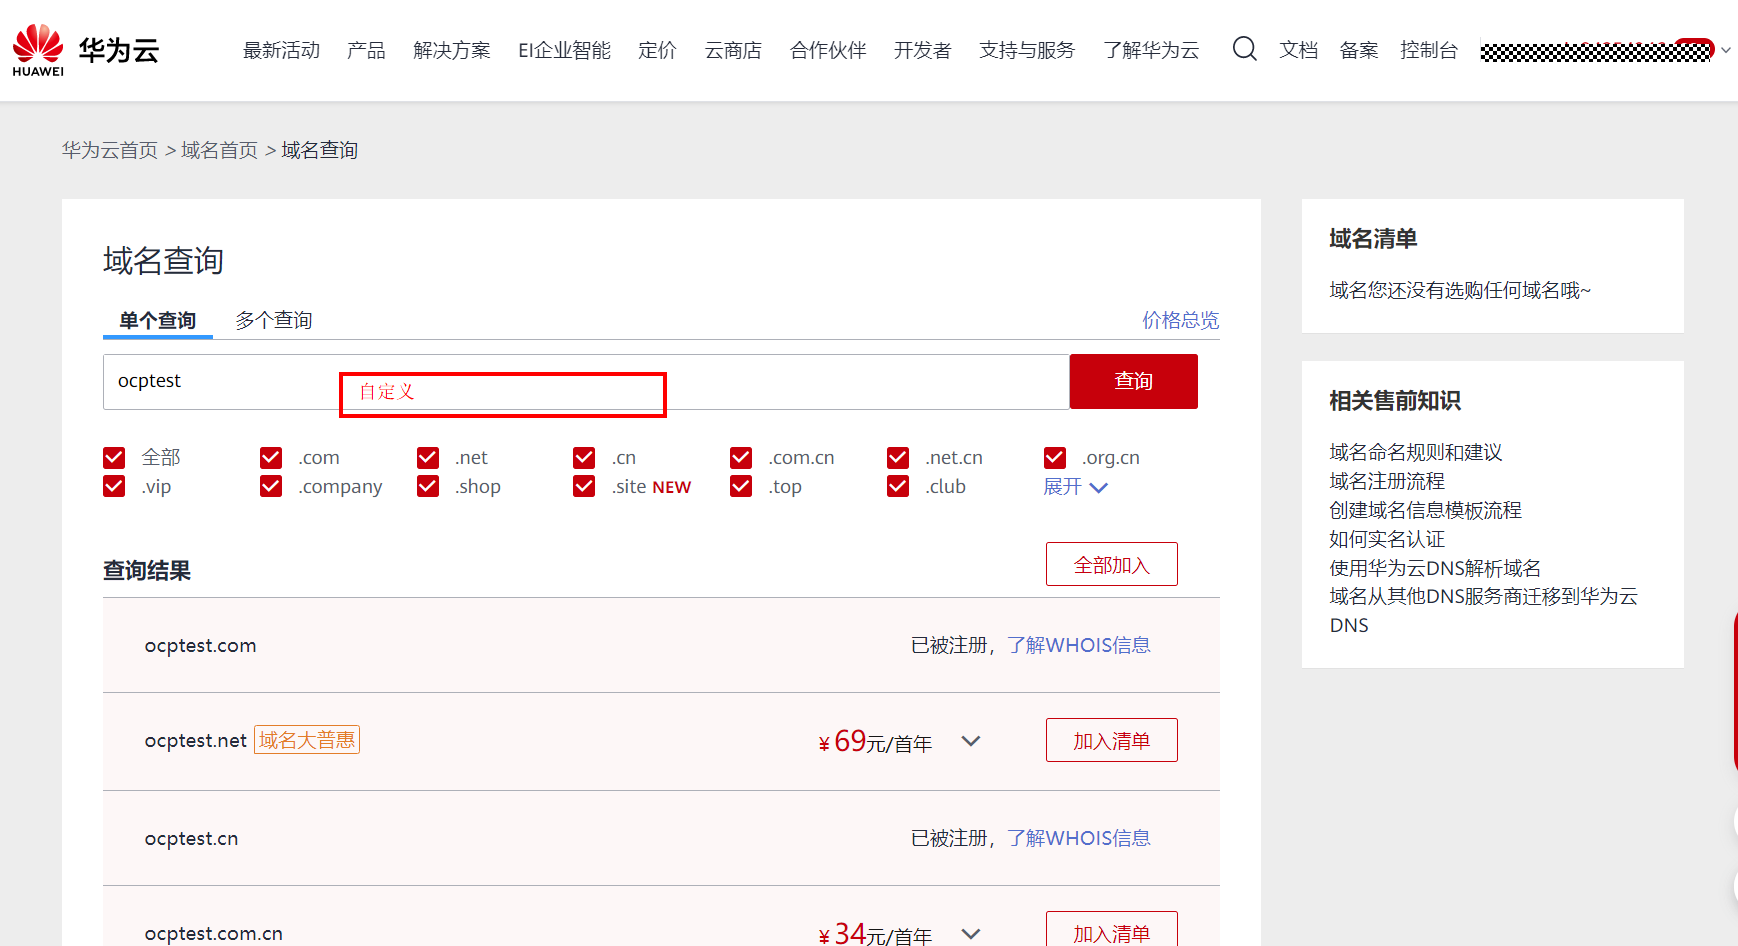 HUAWEI 华为云 最新活动 产品 解决方案 EI企业智能 定价 云商店 合作伙伴 开发者 支持与服务 了解华为云 文档 备案 控制台
华为云首页 > 域名首页 > 域名查询
域名查询
单个查询 多个查询 价格总览
ocptest 自定义 查询
全部 .com .net .cn .com.cn .net.cn .org.cn
.vip .company .shop .site NEW .top .club 展开
查询结果 全部加入
ocptest.com 已被注册，了解WHOIS信息
ocptest.net 域名大普惠 ¥69元/首年 加入清单
ocptest.cn 已被注册，了解WHOIS信息
ocptest.com.cn ¥34元/首年 加入清单
域名清单
域名您还没有选购任何域名哦~
相关售前知识
域名命名规则和建议
域名注册流程
创建域名信息模板流程
如何实名认证
使用华为云DNS解析域名
域名从其他DNS服务商迁移到华为云
DNS